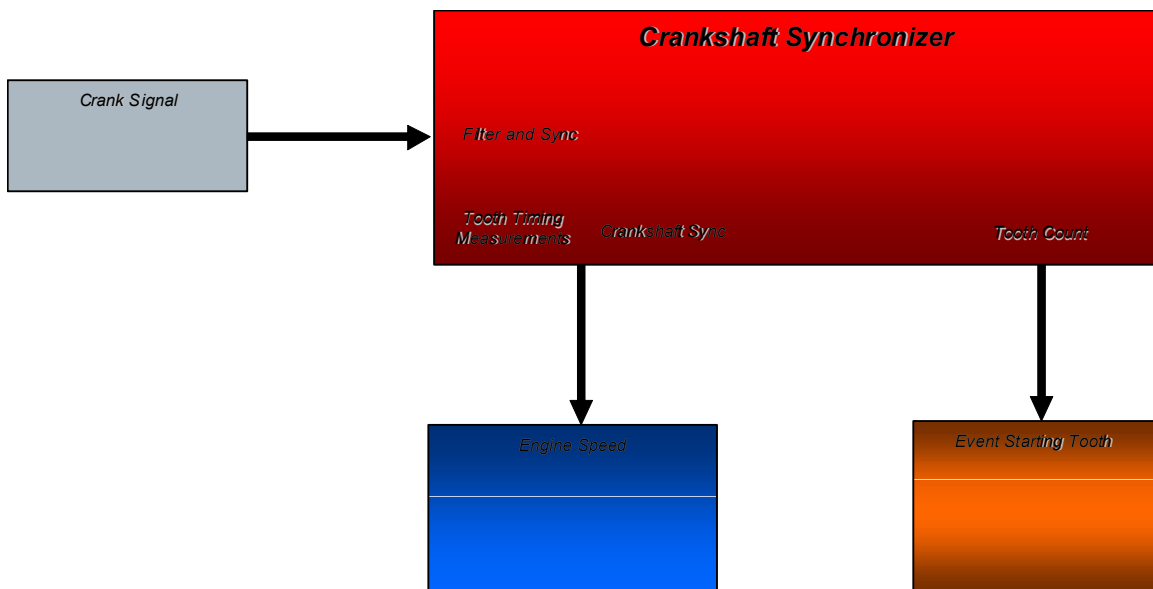 Crankshaft Synchronizer
Crank Signal
Filter and Sync
Tooth Timing
Measurements
Crankshaft Sync
Tooth Count
Engine Speed
Event Starting Tooth